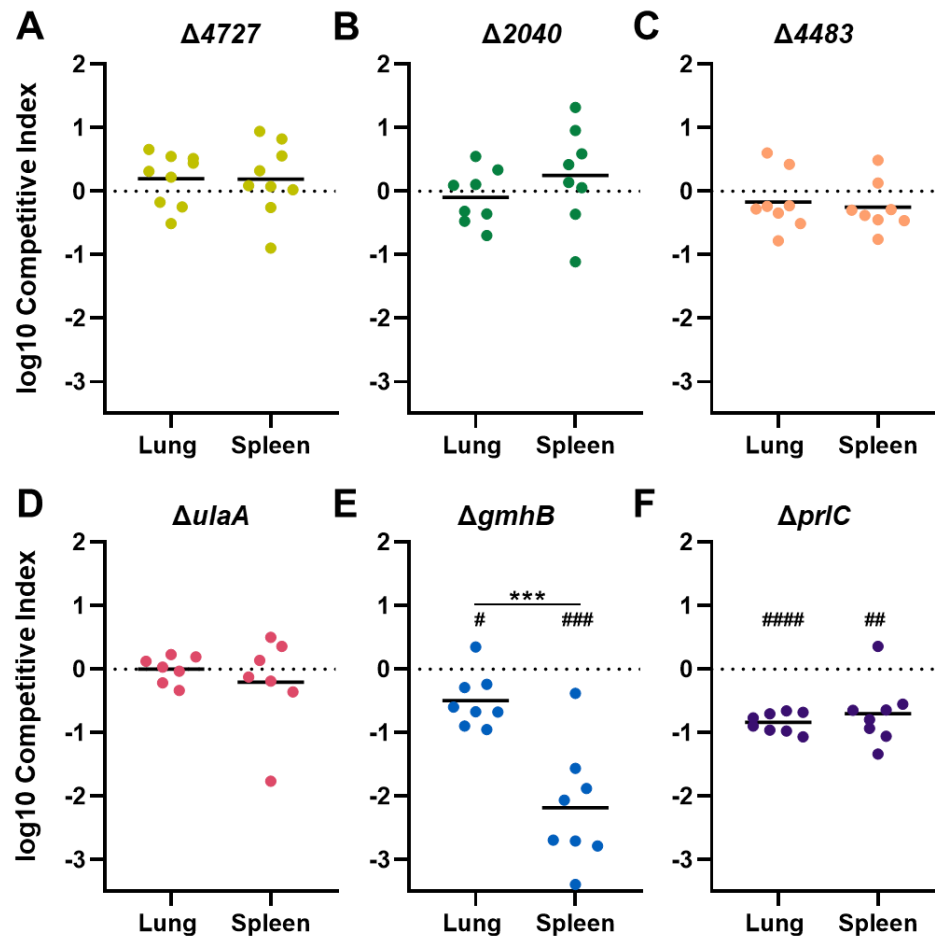 A
Δ4727
B
Δ2040
C
Δ4483
log10 Competitive Index
2
1
0
-1
-2
-3
Lung
Spleen
2
1
0
-1
-2
-3
Lung
Spleen
2
1
0
-1
-2
-3
Lung
Spleen
D
ΔulaA
E
ΔgmhB
F
ΔprlC
log10 Competitive Index
2
1
0
-1
-2
-3
Lung
Spleen
2
1
0
-1
-2
-3
***
#
###
Lung
Spleen
2
1
0
-1
-2
-3
####
##
Lung
Spleen